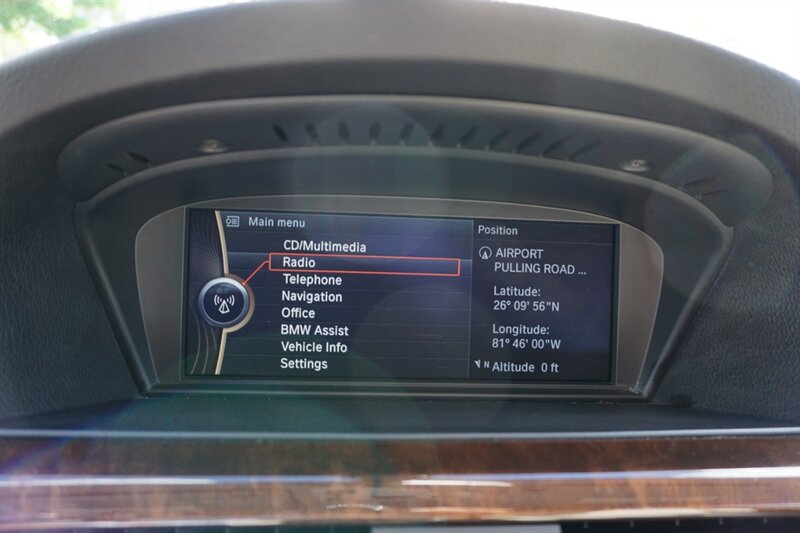 Main menu
CD/Multimedia
Radio
Telephone
Navigation
Office
BMW Assist
Vehicle Info
Settings
Position
AIRPORT
PULLING ROAD ...
Latitude:
26° 09' 56"N
Longitude:
81° 46' 00"W
N Altitude 0 ft